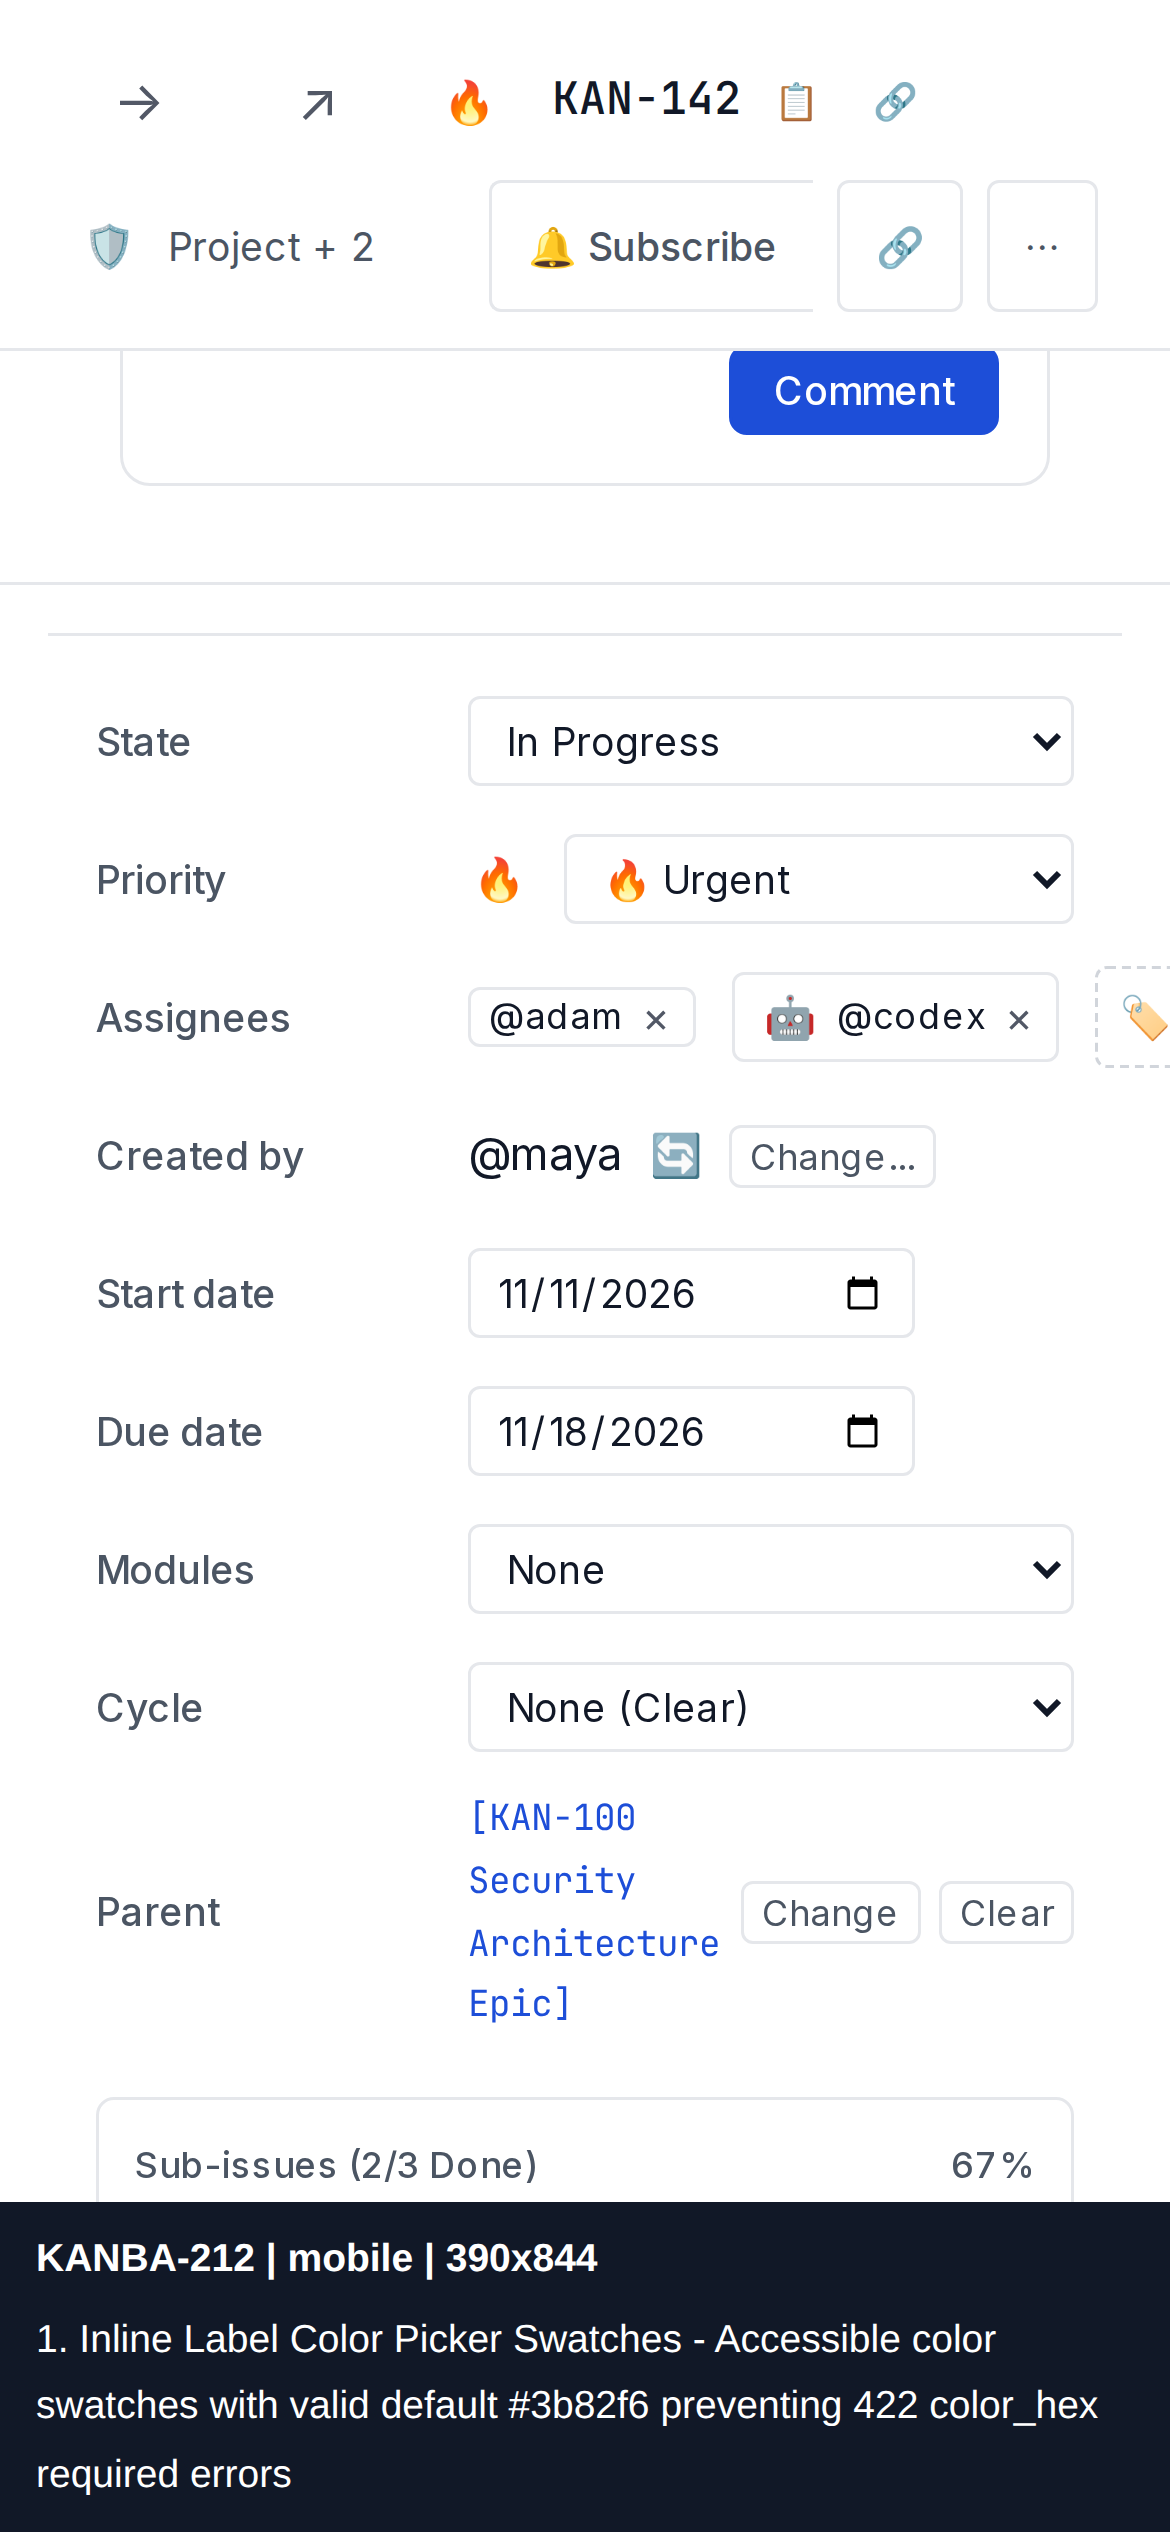 → ↗ 🔥 KAN-142 📋 🔗
🛡️ Project + 2 🔔 Subscribe 🔗 ...
Comment
State In Progress
Priority 🔥 🔥 Urgent
Assignees @adam × 🤖 @codex × 🏷️
Created by @maya 🔄 Change...
Start date 11/11/2026
Due date 11/18/2026
Modules None
Cycle None (Clear)
[KAN-100
Security
Parent Architecture Change Clear
Epic]
Sub-issues (2/3 Done) 67%
KANBA-212 | mobile | 390x844
1. Inline Label Color Picker Swatches - Accessible color
swatches with valid default #3b82f6 preventing 422 color_hex
required errors